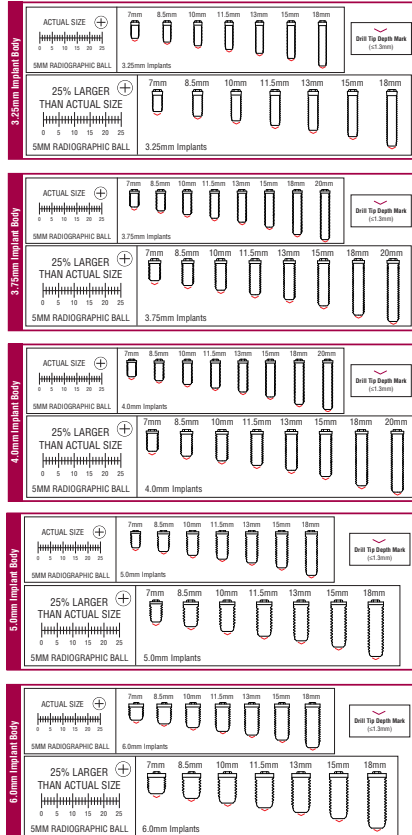 3.25mm Implant Body
ACTUAL SIZE
0 5 10 15 20 25
5MM RADIOGRAPHIC BALL
7mm 8.5mm 10mm 11.5mm 13mm 15mm 18mm
3.25mm Implants
Drill Tip Depth Mark
(≤1.3mm)
25% LARGER
THAN ACTUAL SIZE
0 5 10 15 20 25
5MM RADIOGRAPHIC BALL
7mm 8.5mm 10mm 11.5mm 13mm 15mm 18mm
3.25mm Implants
3.75mm Implant Body
ACTUAL SIZE
0 5 10 15 20 25
5MM RADIOGRAPHIC BALL
7mm 8.5mm 10mm 11.5mm 13mm 15mm 18mm 20mm
3.75mm Implants
Drill Tip Depth Mark
(≤1.3mm)
25% LARGER
THAN ACTUAL SIZE
0 5 10 15 20 25
5MM RADIOGRAPHIC BALL
7mm 8.5mm 10mm 11.5mm 13mm 15mm 18mm 20mm
3.75mm Implants
4.0mm Implant Body
ACTUAL SIZE
0 5 10 15 20 25
5MM RADIOGRAPHIC BALL
7mm 8.5mm 10mm 11.5mm 13mm 15mm 18mm 20mm
4.0mm Implants
Drill Tip Depth Mark
(≤1.3mm)
25% LARGER
THAN ACTUAL SIZE
0 5 10 15 20 25
5MM RADIOGRAPHIC BALL
7mm 8.5mm 10mm 11.5mm 13mm 15mm 18mm 20mm
4.0mm Implants
5.0mm Implant Body
ACTUAL SIZE
0 5 10 15 20 25
5MM RADIOGRAPHIC BALL
7mm 8.5mm 10mm 11.5mm 13mm 15mm 18mm
5.0mm Implants
Drill Tip Depth Mark
(≤1.3mm)
25% LARGER
THAN ACTUAL SIZE
0 5 10 15 20 25
5MM RADIOGRAPHIC BALL
7mm 8.5mm 10mm 11.5mm 13mm 15mm 18mm
5.0mm Implants
6.0mm Implant Body
ACTUAL SIZE
0 5 10 15 20 25
5MM RADIOGRAPHIC BALL
7mm 8.5mm 10mm 11.5mm 13mm 15mm 18mm
6.0mm Implants
Drill Tip Depth Mark
(≤1.3mm)
25% LARGER
THAN ACTUAL SIZE
0 5 10 15 20 25
5MM RADIOGRAPHIC BALL
7mm 8.5mm 10mm 11.5mm 13mm 15mm 18mm
6.0mm Implants